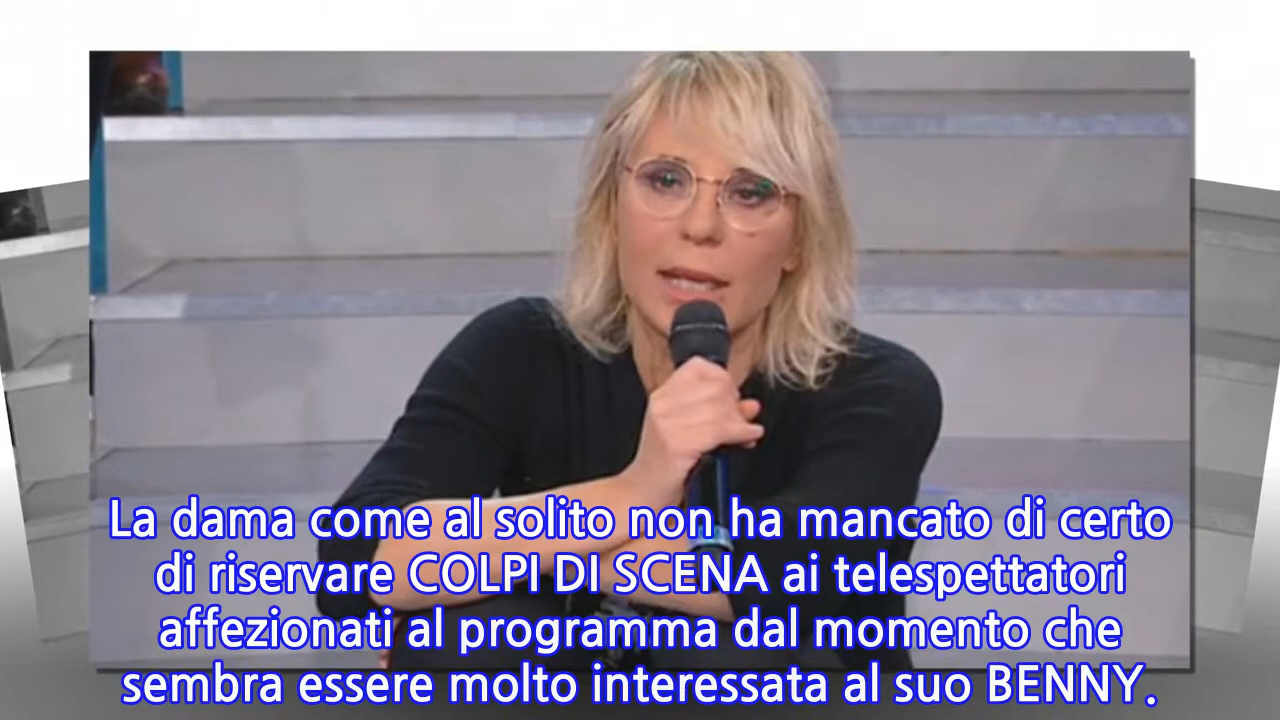 La dama come al solito non ha mancato di certo
di riservare COLPI DI SCENA ai telespettatori
affezionati al programma dal momento che
sembra essere molto interessata al suo BENNY.